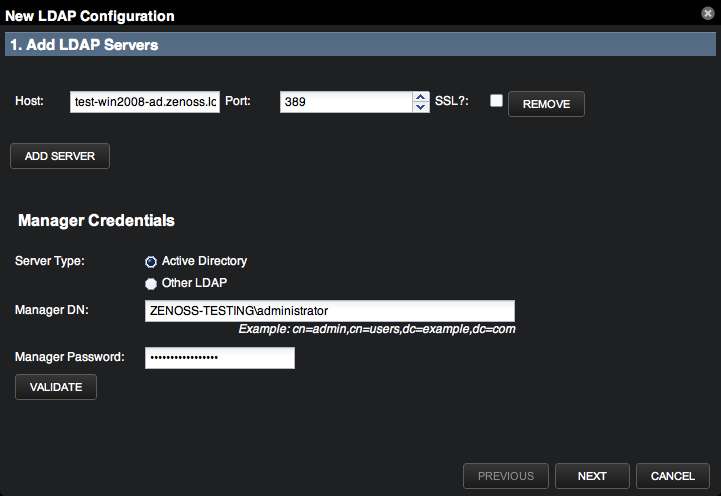 New LDAP Configuration
1. Add LDAP Servers
Host: test-win2008-ad.zenoss.lo Port: 389 SSL?: REMOVE
ADD SERVER
Manager Credentials
Server Type: Active Directory
Other LDAP
Manager DN: ZENOSS-TESTING\administrator
Example: cn=admin,cn=users,dc=example,dc=com
Manager Password: •••••••••••••••••
VALIDATE
PREVIOUS NEXT CANCEL